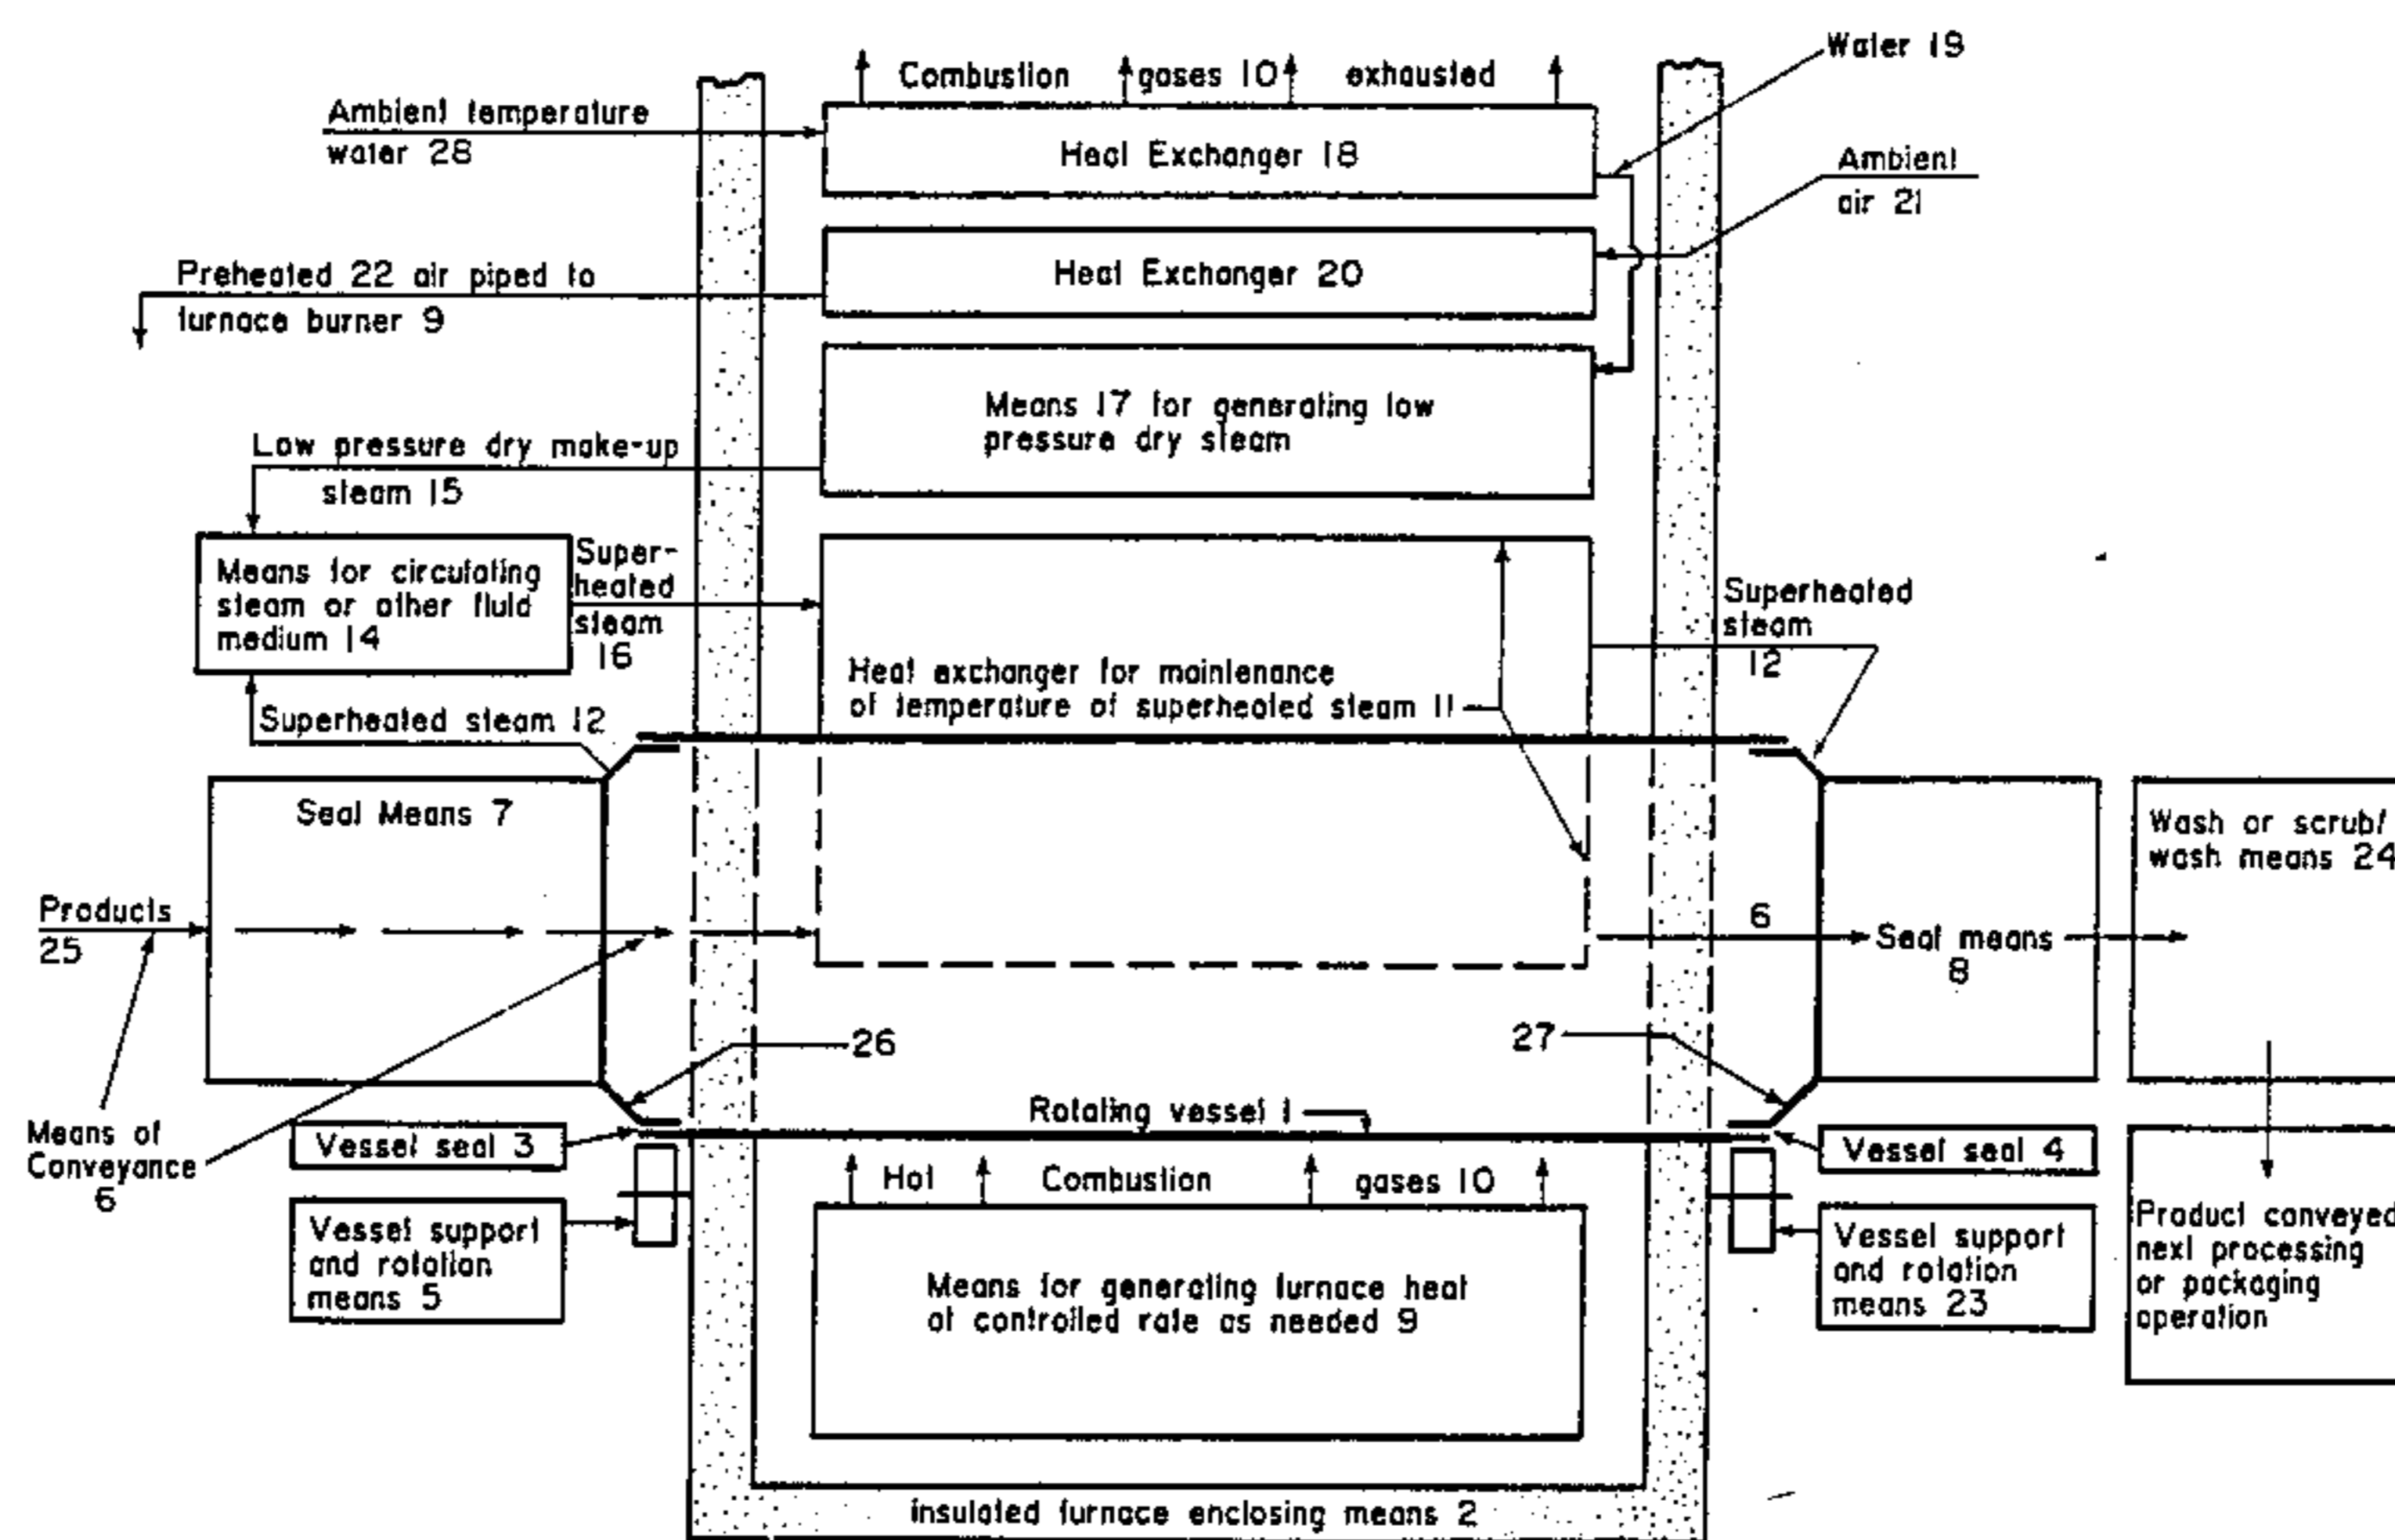 Combustion gases 10 exhausted
Water 19
Ambient temperature
water 28
Heat Exchanger 18
Ambient
air 21
Preheated 22 air piped to
furnace burner 9
Heat Exchanger 20
Means 17 for generating low
pressure dry steam
Low pressure dry make-up
steam 15
Means for circulating
steam or other fluid
medium 14
Super-
heated
steam
16
Superheated
steam
12
Heat exchanger for maintenance
of temperature of superheated steam 11
Superheated steam 12
Seal Means 7
Wash or scrub/
wash means 24
Products
25
6
Seal means
8
26
27
Means of
Conveyance
6
Rotating vessel 1
Vessel seal 3
Vessel seal 4
Hot Combustion gases 10
Vessel support
and rotation
means 5
Means for generating furnace heat
at controlled rate as needed 9
Vessel support
and rotation
means 23
Product conveyed
next processing
or packaging
operation
insulated furnace enclosing means 2